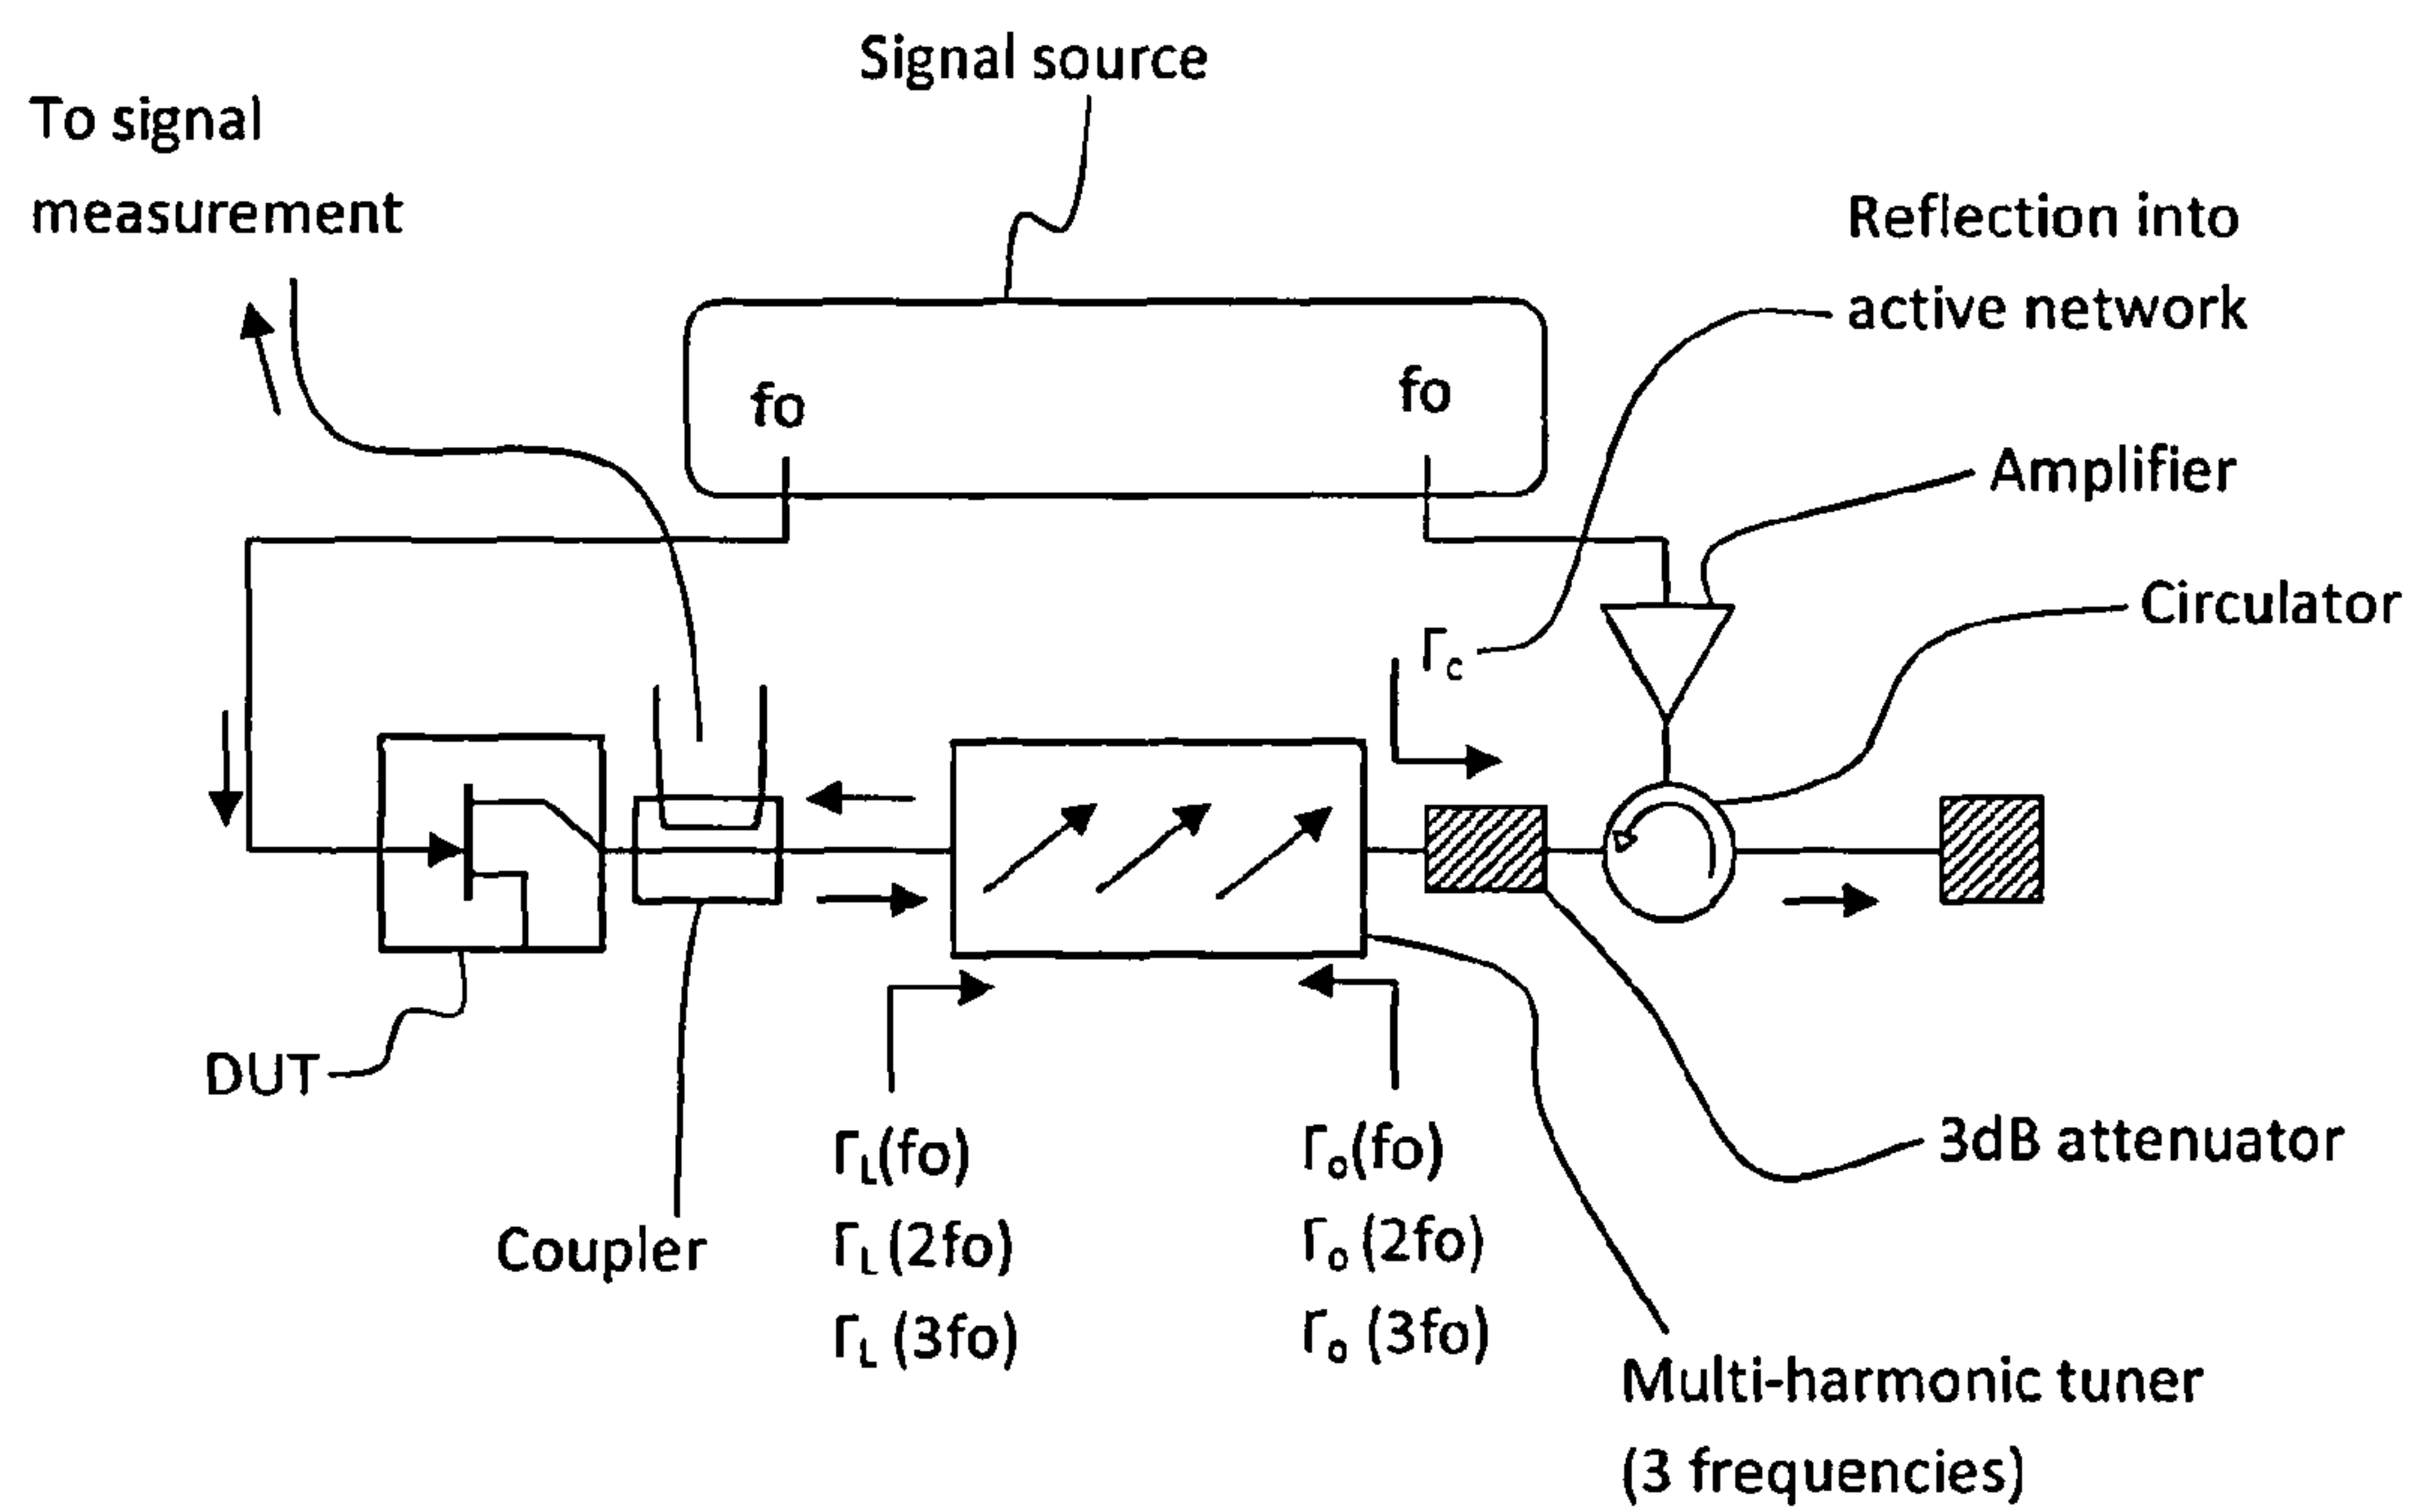 Signal source
To signal
measurement
Reflection into
active network
fo
fo
Amplifier
Circulator
Γc
DUT
Coupler
ΓL(fo)
ΓL (2fo)
ΓL (3fo)
Γo(fo)
Γo (2fo)
Γo (3fo)
3dB attenuator
Multi-harmonic tuner
(3 frequencies)